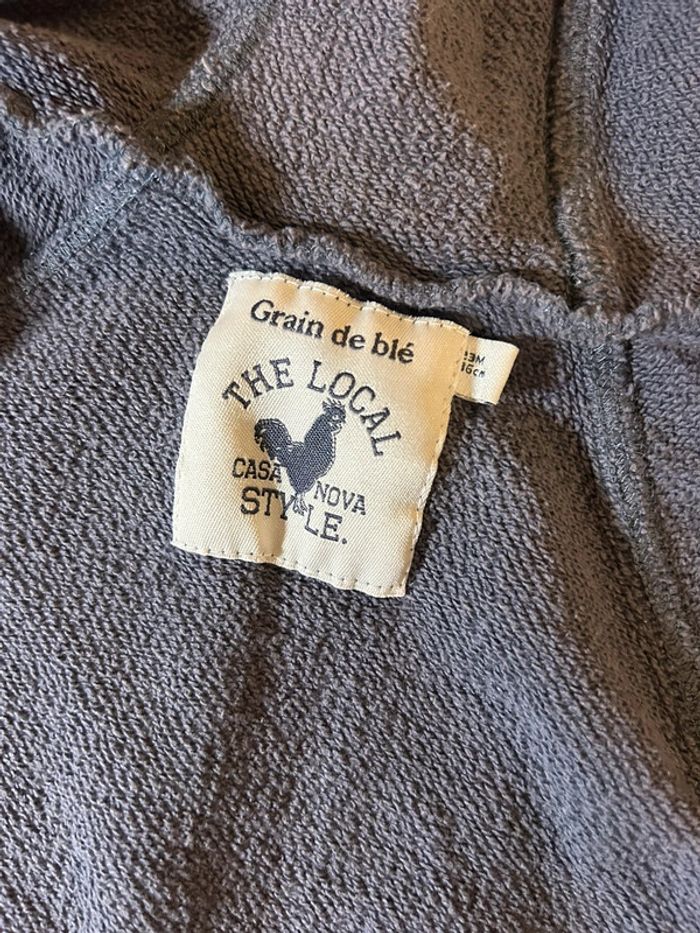 Grain de blé
THE LOCAL
CASA NOVA
STYLE.